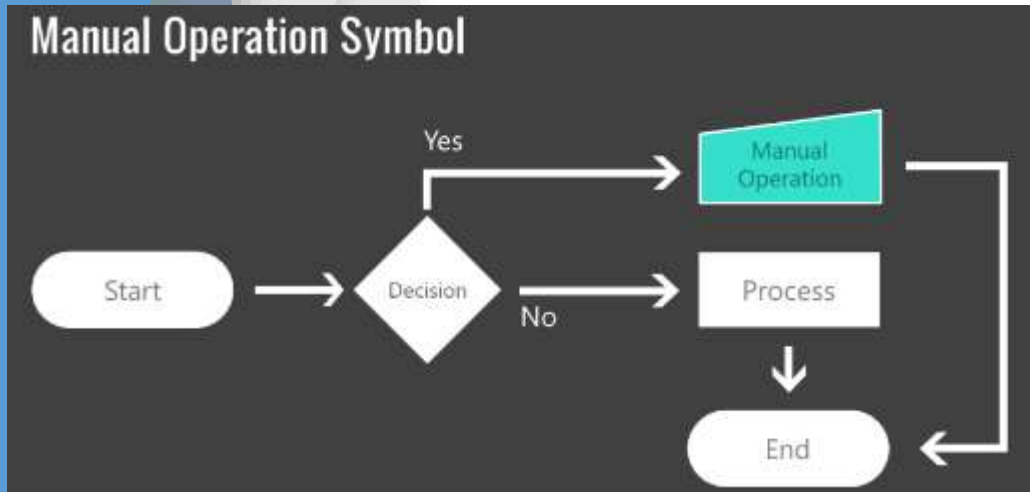 Manual Operation Symbol
Yes
Manual
Operation
Start
Decision
No
Process
End